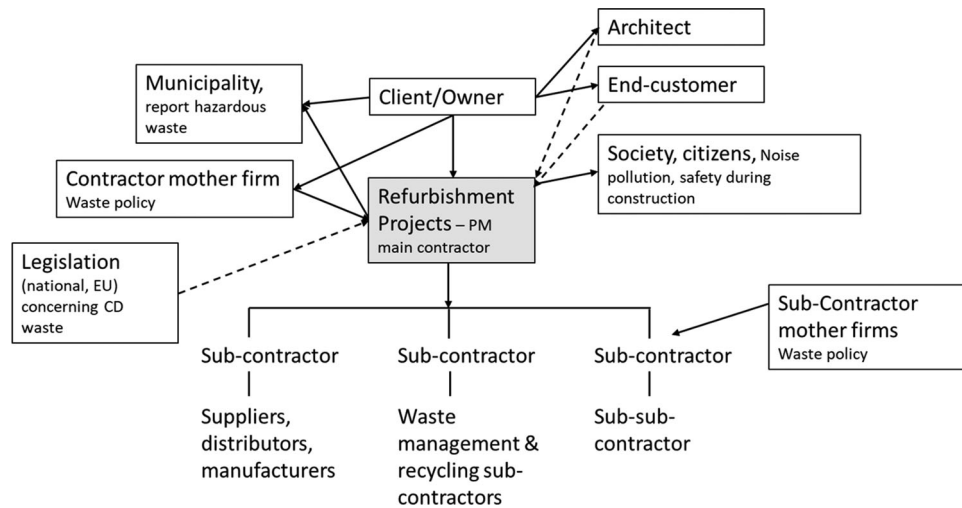 Architect
Municipality,
report hazardous
waste
Client/Owner
End-customer
Society, citizens, Noise
pollution, safety during
construction
Contractor mother firm
Waste policy
Refurbishment
Projects – PM
main contractor
Legislation
(national, EU)
concerning CD
waste
Sub-Contractor
mother firms
Waste policy
Sub-contractor
Sub-contractor
Sub-contractor
Suppliers,
distributors,
manufacturers
Waste
management &
recycling sub-
contractors
Sub-sub-
contractor